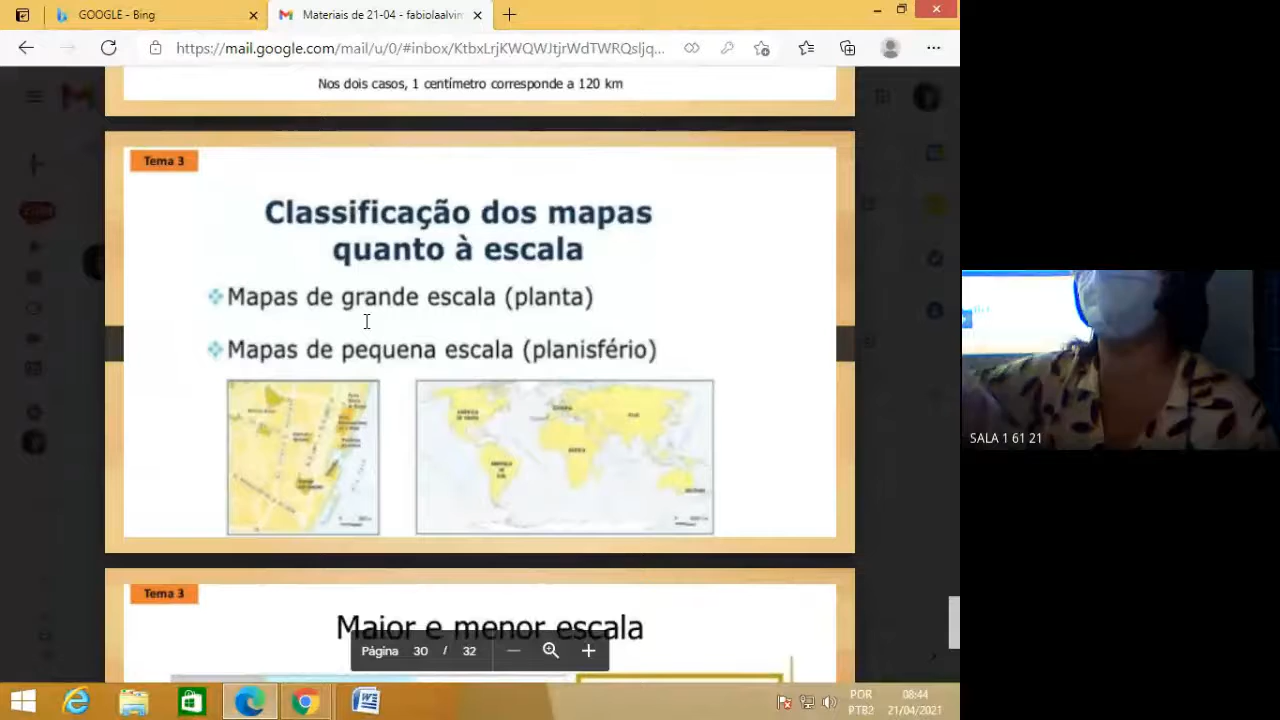 GOOGLE - Bing
Materiais de 21-04 - fabiolaalvin
https://mail.google.com/mail/u/0/#inbox/KtbxLrjKWQWJtjrWdTWRQsljq...
Nos dois casos, 1 centímetro corresponde a 120 km
Tema 3
Classificação dos mapas
quanto à escala
Mapas de grande escala (planta)
Mapas de pequena escala (planisfério)
Tema 3
Maior e menor escala
Página 30 / 32
SALA 1 61 21
POR
PTB2
08:44
21/04/2021